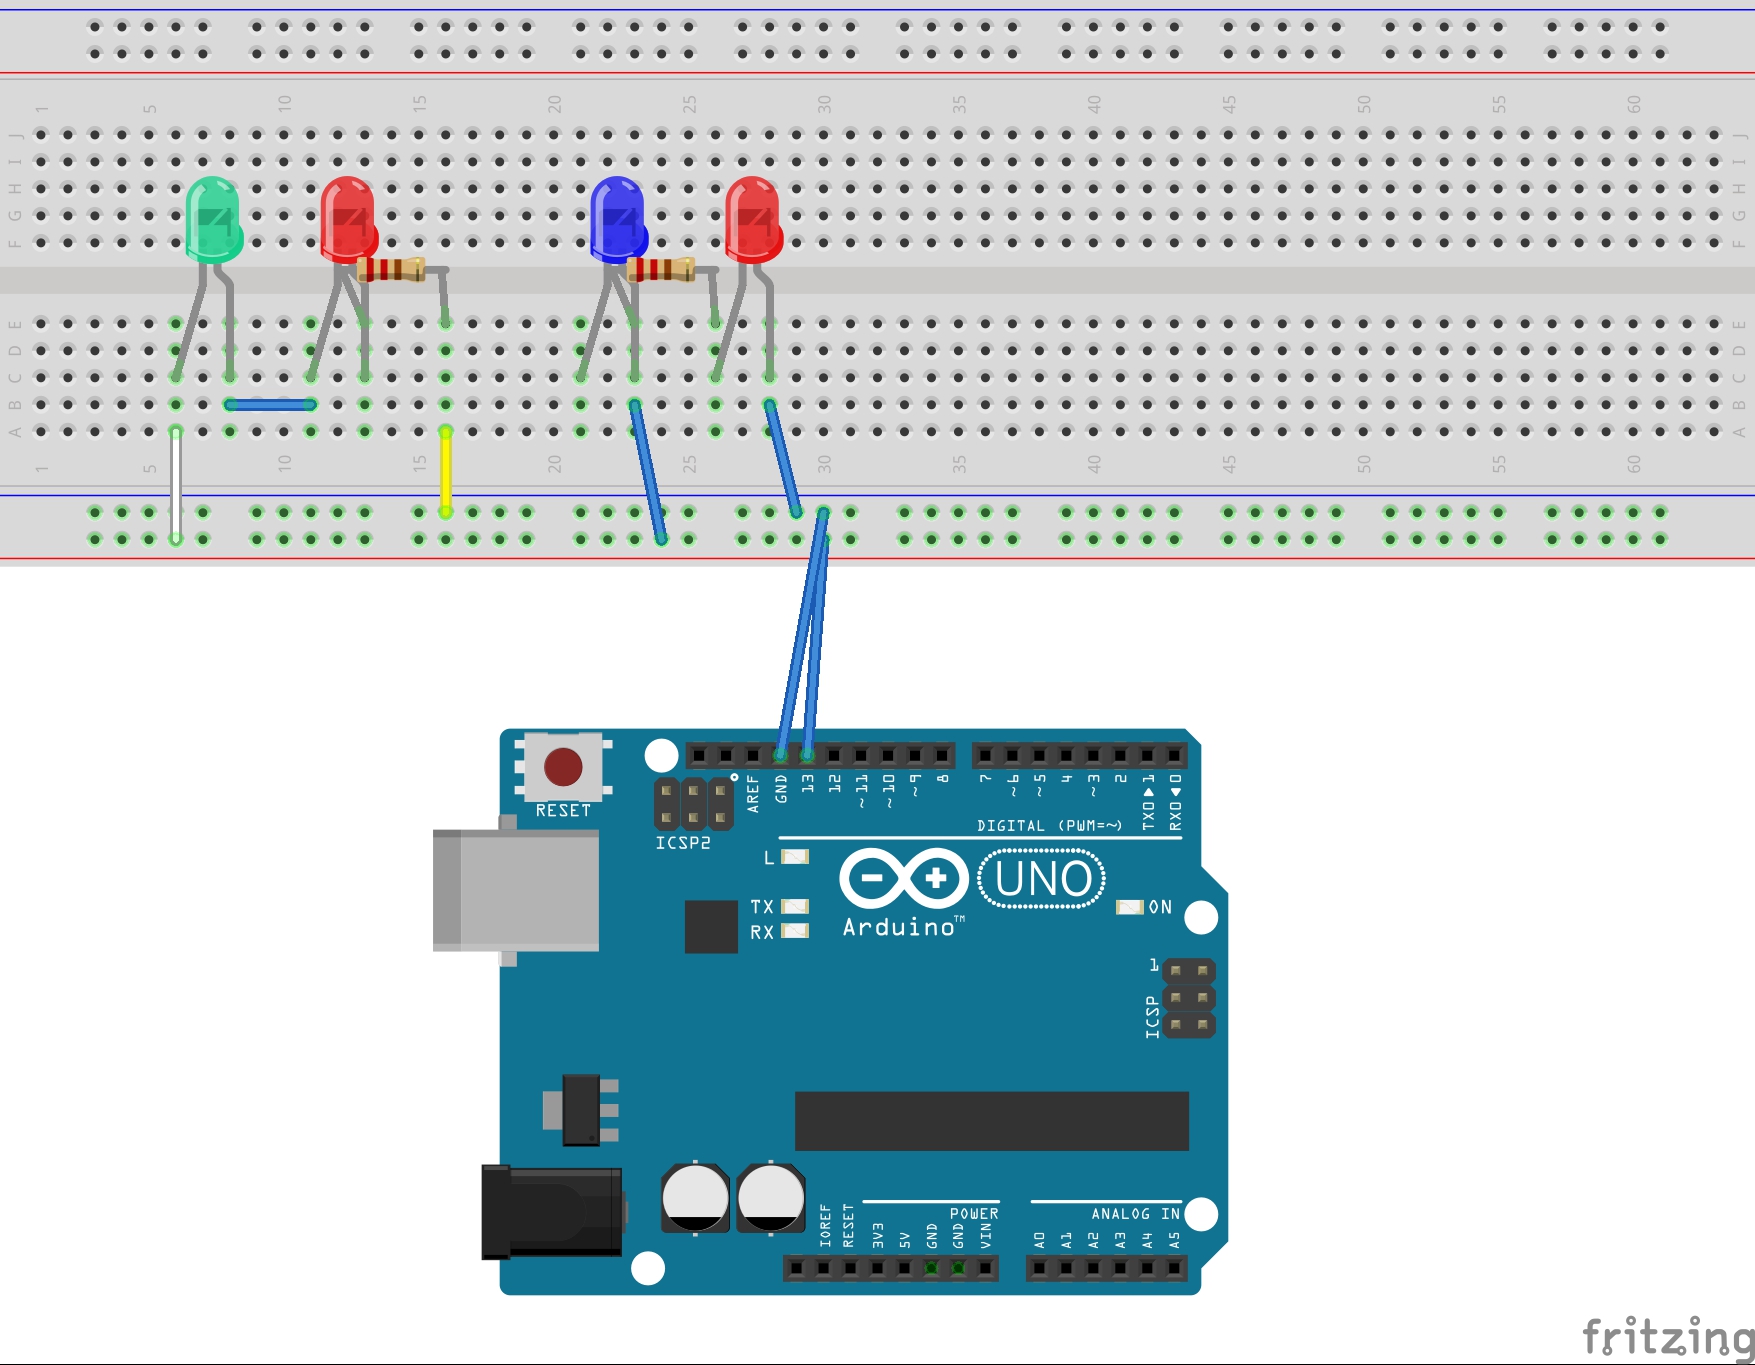 1 5 10 15 20 25 30 35 40 45 50 55 60
J J
I I
H H
G G
F F
E E
D D
C C
B B
A A
1 5 10 15 20 25 30 35 40 45 50 55 60
RESET
AREF GND 13 12 ~11 ~10 ~9 8 7 ~6 ~5 4 ~3 2 TX0▶1 RX0◀0
DIGITAL (PWM=~)
ICSP2
L
TX
RX
UNO
ON
Arduino™
1
ICSP
POWER
ANALOG IN
IOREF RESET 3V3 5V GND GND VIN A0 A1 A2 A3 A4 A5
fritzing